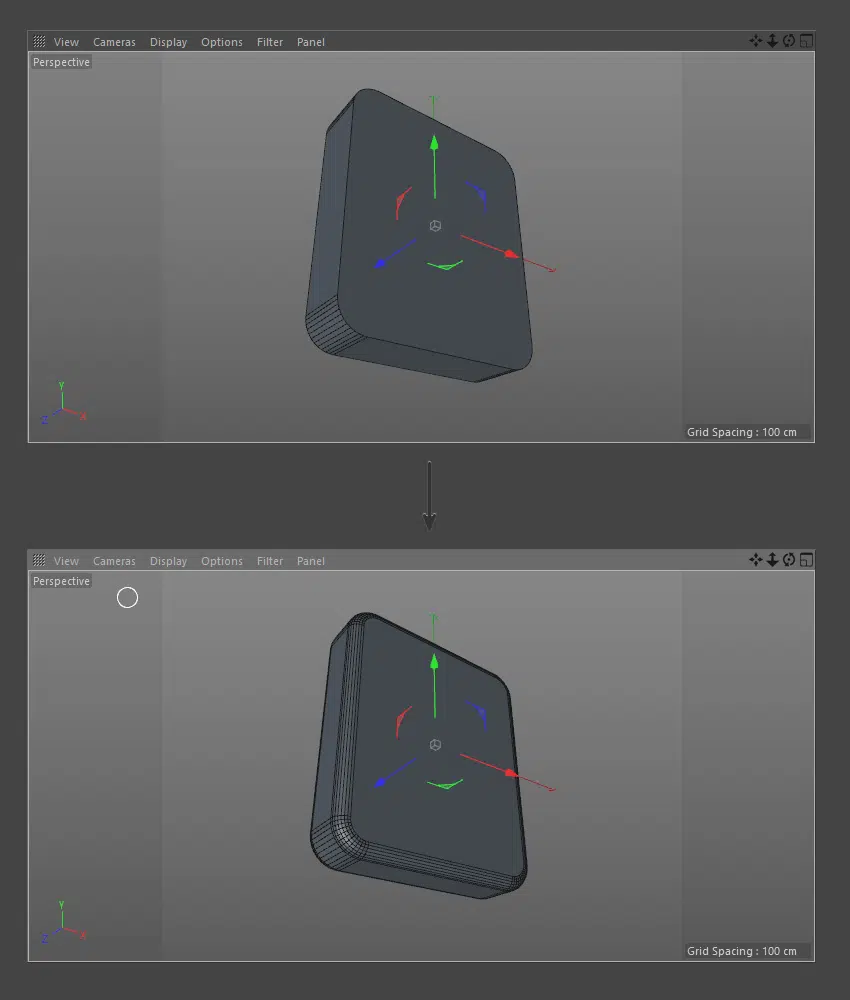 View Cameras Display Options Filter Panel
Perspective
Y
Z X
Grid Spacing : 100 cm
View Cameras Display Options Filter Panel
Perspective
Y
Z X
Grid Spacing : 100 cm